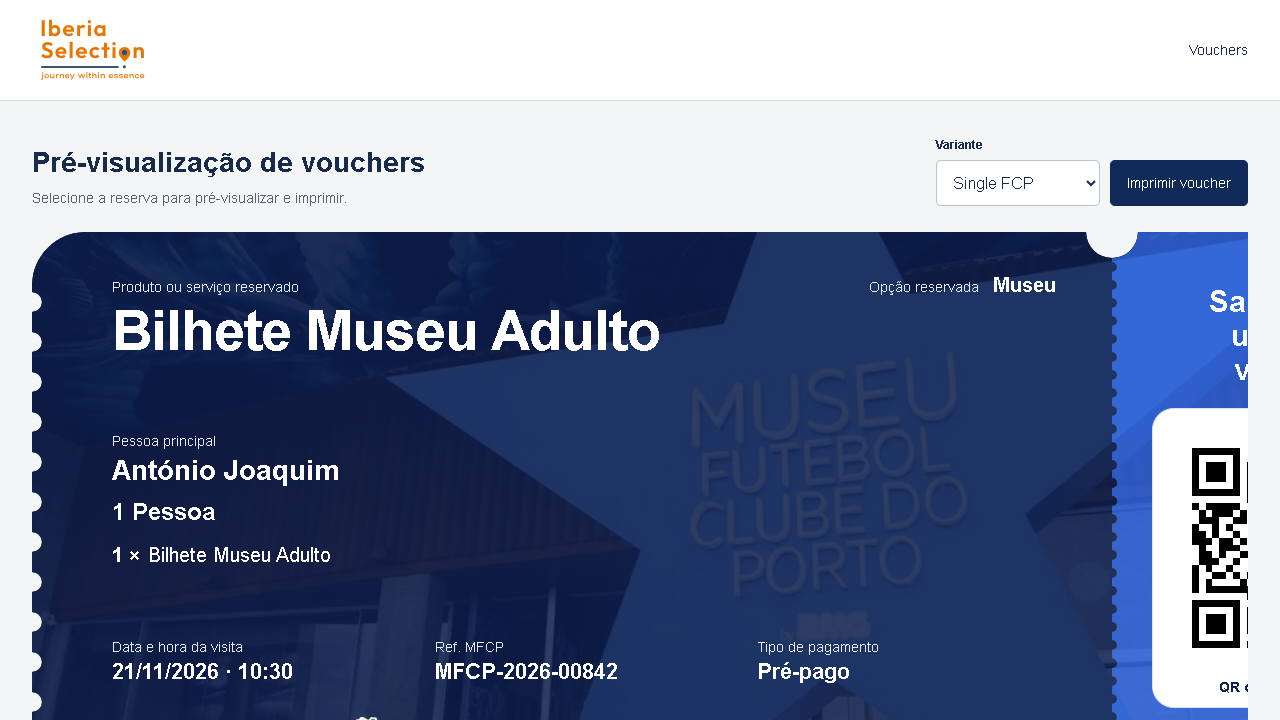 Iberia
Selection
journey within essence
Vouchers
Pré-visualização de vouchers
Selecione a reserva para pré-visualizar e imprimir.
Variante
Single FCP
Imprimir voucher
Produto ou serviço reservado
Opção reservada Museu
Bilhete Museu Adulto
MUSEU
FUTEBOL
CLUBE DO
PORTO
Pessoa principal
António Joaquim
1 Pessoa
1 × Bilhete Museu Adulto
Data e hora da visita
21/11/2026 · 10:30
Ref. MFCP
MFCP-2026-00842
Tipo de pagamento
Pré-pago
QR